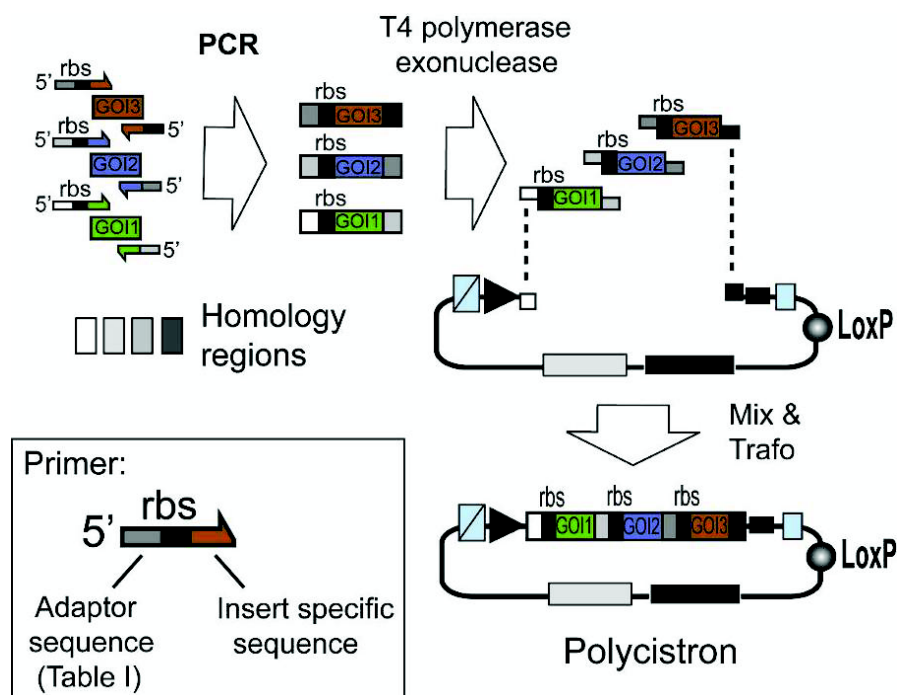 PCR
T4 polymerase
exonuclease
5’
rbs
GOI3
5’
5’
rbs
GOI2
5’
5’
rbs
GOI1
5’
rbs
GOI3
rbs
GOI2
rbs
GOI1
rbs
GOI3
rbs
GOI2
rbs
GOI1
Homology
regions
LoxP
Mix &
Trafo
Primer:
rbs
5’
Adaptor
sequence
(Table I)
Insert specific
sequence
rbs rbs rbs
GOI1 GOI2 GOI3
LoxP
Polycistron